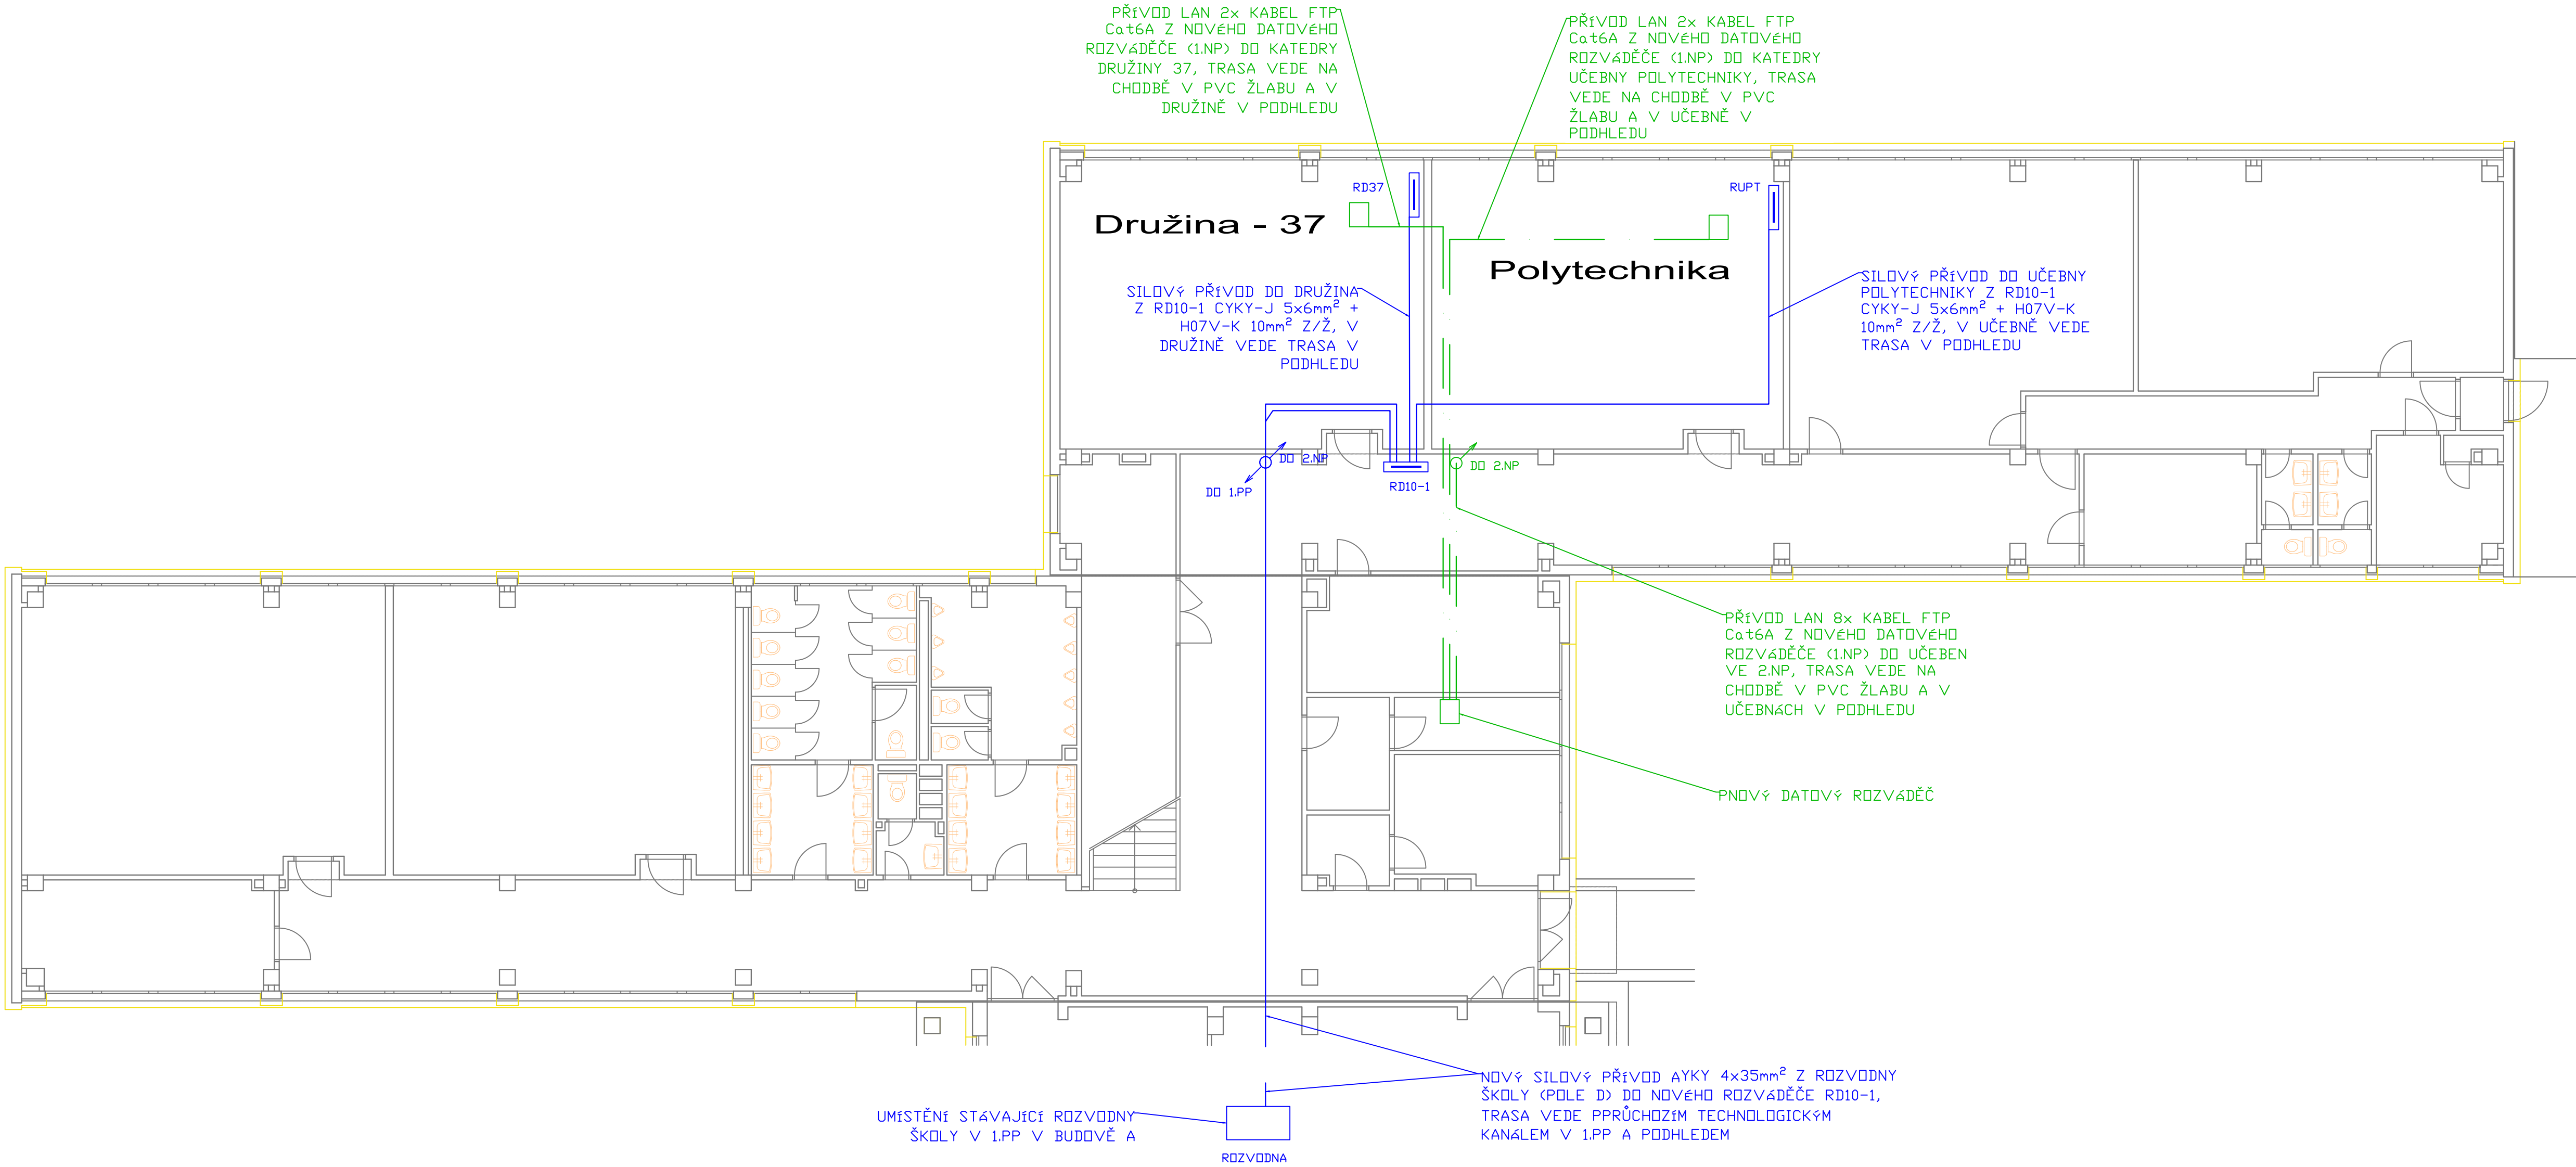 PŘÍVOD LAN 2x KABEL FTP
Cat6A Z NOVÉHO DATOVÉHO
ROZVÁDĚČE (1.NP) DO KATEDRY
DRUŽINY 37, TRASA VEDE NA
CHODBĚ V PVC ŽLABU A V
DRUŽINĚ V PODHLEDU
PŘÍVOD LAN 2x KABEL FTP
Cat6A Z NOVÉHO DATOVÉHO
ROZVÁDĚČE (1.NP) DO KATEDRY
UČEBNY POLYTECHNIKY, TRASA
VEDE NA CHODBĚ V PVC
ŽLABU A V UČEBNĚ V
PODHLEDU
RD37
RUPT
Družina - 37
Polytechnika
SILOVÝ PŘÍVOD DO DRUŽINA
Z RD10-1 CYKY-J 5x6mm² +
H07V-K 10mm² Z/Ž, V
DRUŽINĚ VEDE TRASA V
PODHLEDU
SILOVÝ PŘÍVOD DO UČEBNY
POLYTECHNIKY Z RD10-1
CYKY-J 5x6mm² + H07V-K
10mm² Z/Ž, V UČEBNĚ VEDE
TRASA V PODHLEDU
DO 2.NP
DO 2.NP
DO 1.PP
RD10-1
PŘÍVOD LAN 8x KABEL FTP
Cat6A Z NOVÉHO DATOVÉHO
ROZVÁDĚČE (1.NP) DO UČEBEN
VE 2.NP, TRASA VEDE NA
CHODBĚ V PVC ŽLABU A V
UČEBNÁCH V PODHLEDU
PNOVÝ DATOVÝ ROZVÁDĚČ
NOVÝ SILOVÝ PŘÍVOD AYKY 4x35mm² Z ROZVODNY
ŠKOLY (POLE D) DO NOVÉHO ROZVÁDĚČE RD10-1,
TRASA VEDE PPRŮCHOZÍM TECHNOLOGICKÝM
KANÁLEM V 1.PP A PODHLEDEM
UMÍSTĚNÍ STÁVAJÍCÍ ROZVODNY
ŠKOLY V 1.PP V BUDOVĚ A
ROZVODNA